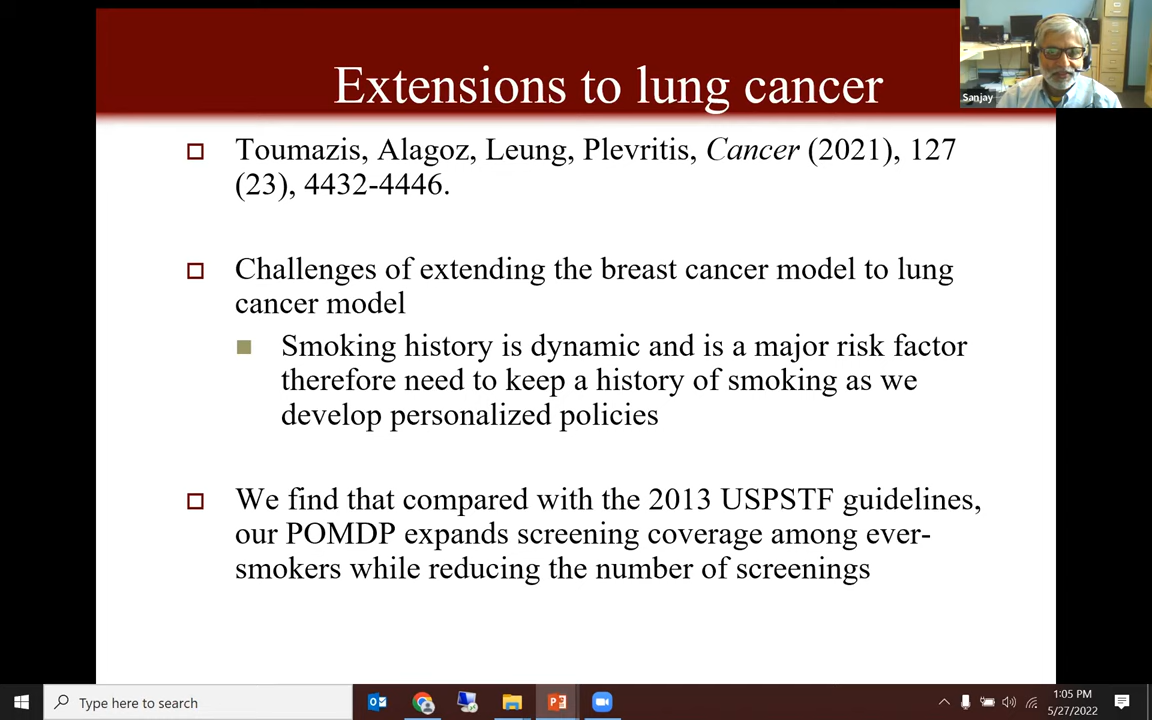 Extensions to lung cancer
Sanjay
Toumazis, Alagoz, Leung, Plevritis, Cancer (2021), 127
(23), 4432-4446.
Challenges of extending the breast cancer model to lung
cancer model
Smoking history is dynamic and is a major risk factor
therefore need to keep a history of smoking as we
develop personalized policies
We find that compared with the 2013 USPSTF guidelines,
our POMDP expands screening coverage among ever-
smokers while reducing the number of screenings
Type here to search
1:05 PM
5/27/2022